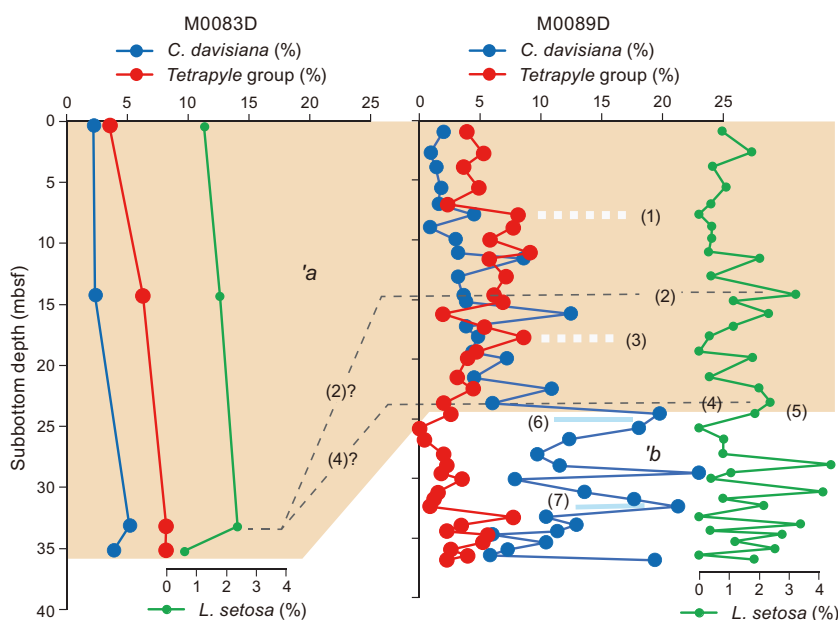 M0083D
C. davisiana (%)
Tetrapyle group (%)
M0089D
C. davisiana (%)
Tetrapyle group (%)
0 5 10 15 20 25
0 5 10 15 20 25
Subbottom depth (mbsf)
0
5
10
15
20
25
30
35
40
'a
(1)
(2)
(3)
(2)?
(4)
(5)
(6)
(4)?
'b
(7)
0 1 2 3 4
L. setosa (%)
0 1 2 3 4
L. setosa (%)